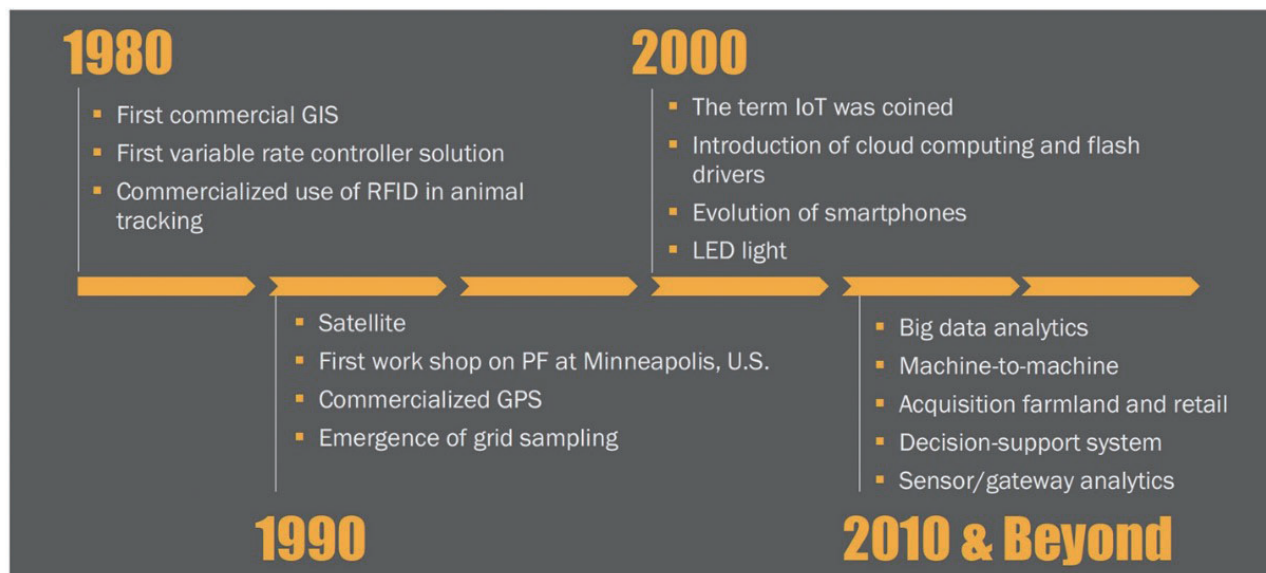 1980
▪ First commercial GIS
▪ First variable rate controller solution
▪ Commercialized use of RFID in animal
tracking
2000
▪ The term IoT was coined
▪ Introduction of cloud computing and flash
drivers
▪ Evolution of smartphones
▪ LED light
▪ Satellite
▪ First work shop on PF at Minneapolis, U.S.
▪ Commercialized GPS
▪ Emergence of grid sampling
1990
▪ Big data analytics
▪ Machine-to-machine
▪ Acquisition farmland and retail
▪ Decision-support system
▪ Sensor/gateway analytics
2010 & Beyond